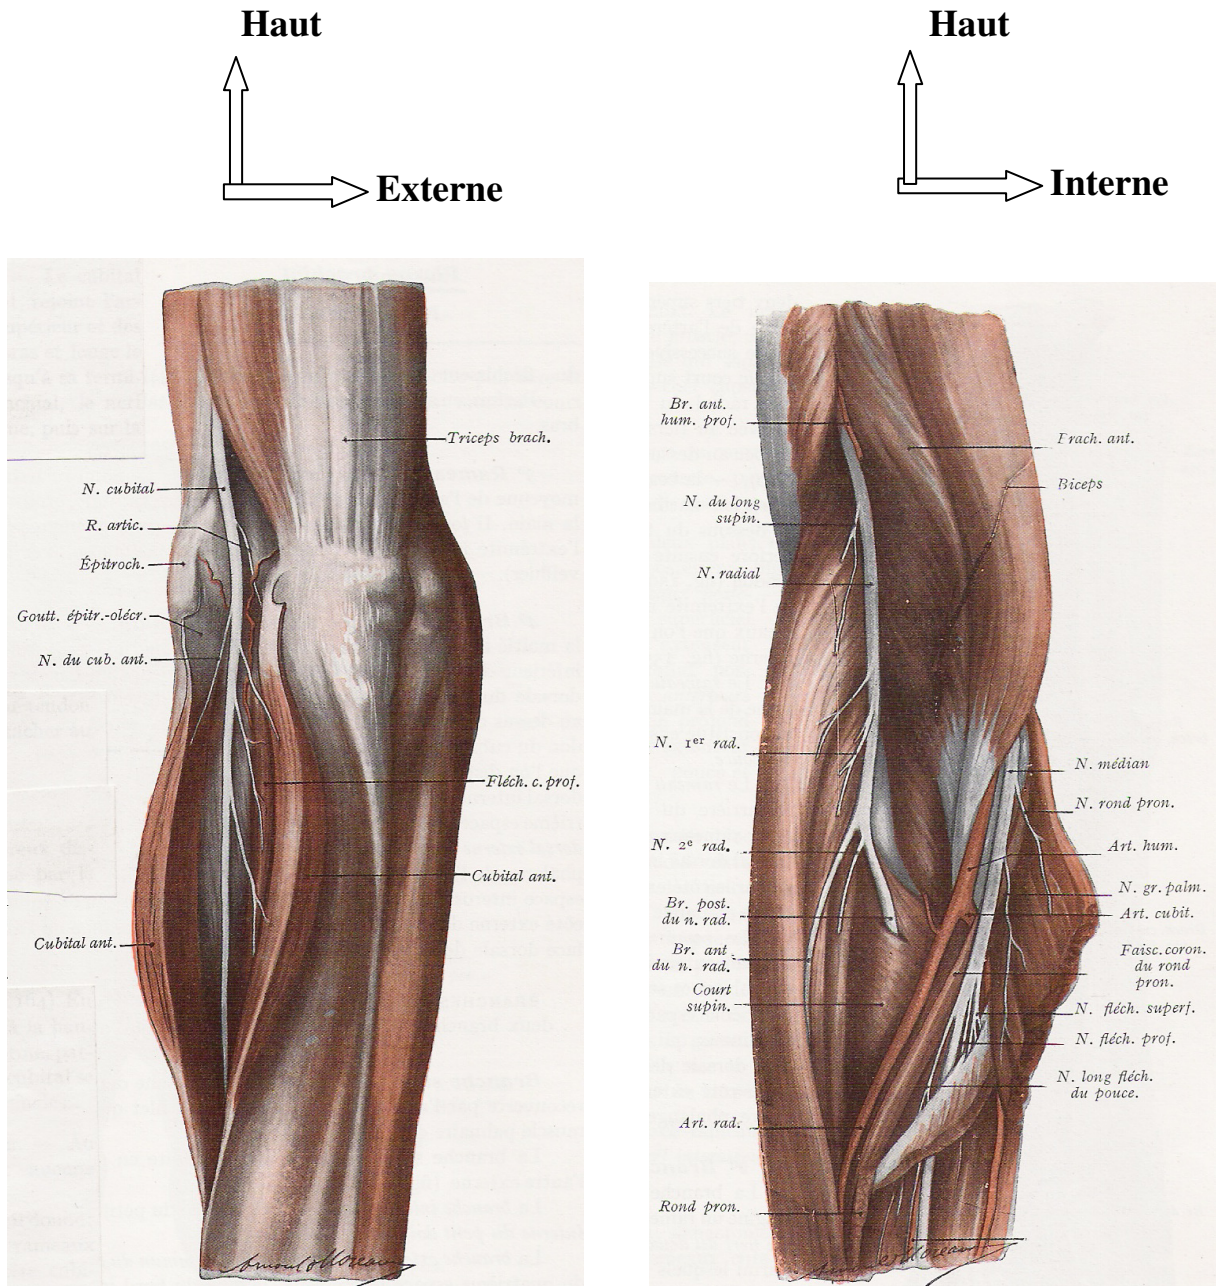 Haut
Externe
Triceps brach.
N. cubital
R. artic.
Épitroch.
Goutt. épitr.-olécr.
N. du cub. ant.
Fléch. c. prof.
Cubital ant.
Cubital ant.
Haut
Interne
Br. ant.
hum. prof.
Brach. ant.
Biceps
N. du long
supin.
N. radial
N. 1er rad.
N. médian
N. rond pron.
N. 2e rad.
Art. hum.
N. gr. palm.
Br. post.
du n. rad.
Art. cubit.
Br. ant
du n. rad.
Faisc. coron.
du rond
pron.
Court
supin.
N. fléch. superf.
N. fléch. prof.
N. long fléch.
du pouce.
Art. rad.
Rond pron.